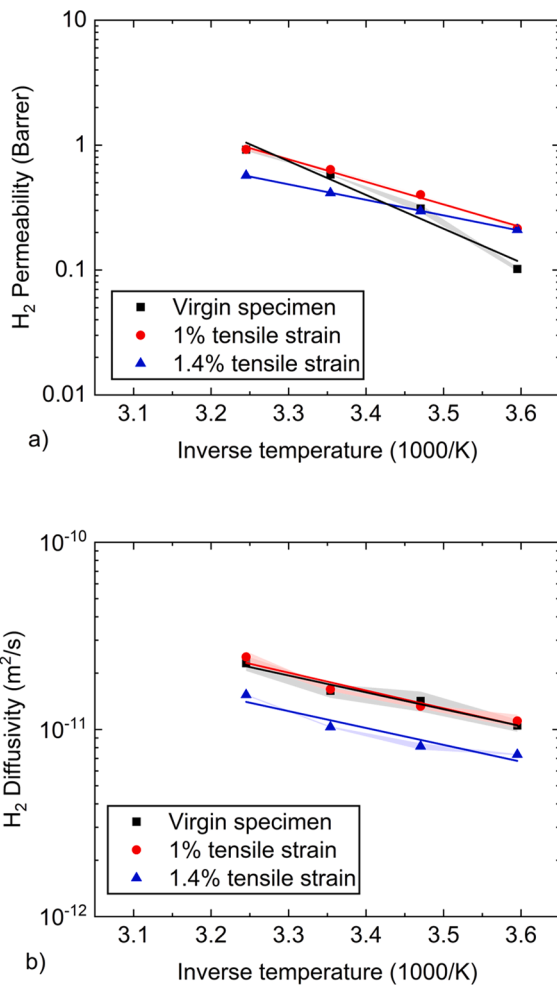 10
1
0.1
0.01
H₂ Permeability (Barrer)
Virgin specimen
1% tensile strain
1.4% tensile strain
3.1 3.2 3.3 3.4 3.5 3.6
Inverse temperature (1000/K)
a)
10⁻¹⁰
10⁻¹¹
10⁻¹²
H₂ Diffusivity (m²/s)
Virgin specimen
1% tensile strain
1.4% tensile strain
3.1 3.2 3.3 3.4 3.5 3.6
Inverse temperature (1000/K)
b)